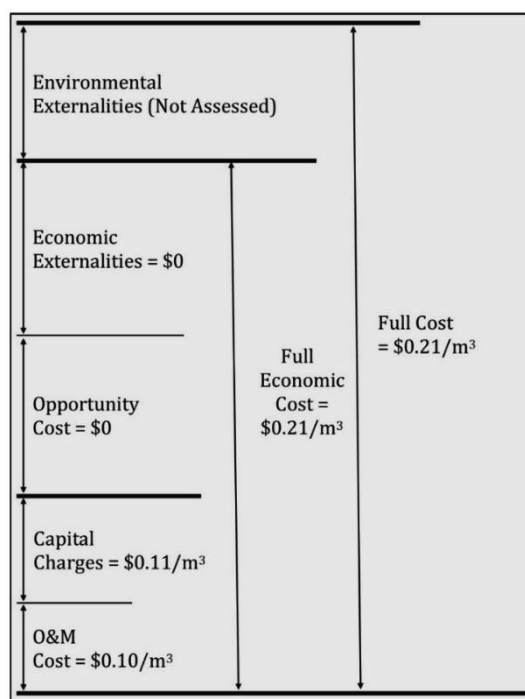 Environmental
Externalities (Not Assessed)
Economic
Externalities = $0
Opportunity
Cost = $0
Capital
Charges = $0.11/m³
O&M
Cost = $0.10/m³
Full
Economic
Cost =
$0.21/m³
Full Cost
= $0.21/m³